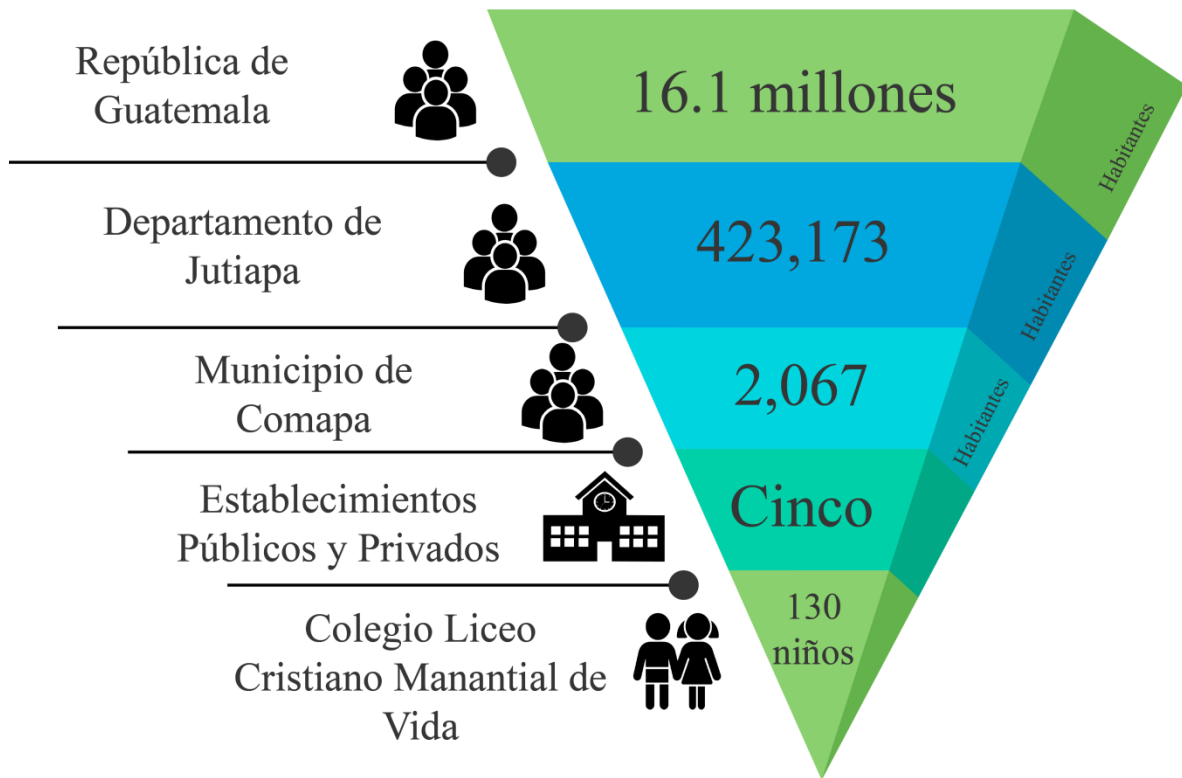 República de
Guatemala
16.1 millones
Habitantes
Departamento de
Jutiapa
423,173
Habitantes
Municipio de
Comapa
2,067
Habitantes
Establecimientos
Públicos y Privados
Cinco
Colegio Liceo
Cristiano Manantial de
Vida
130
niños